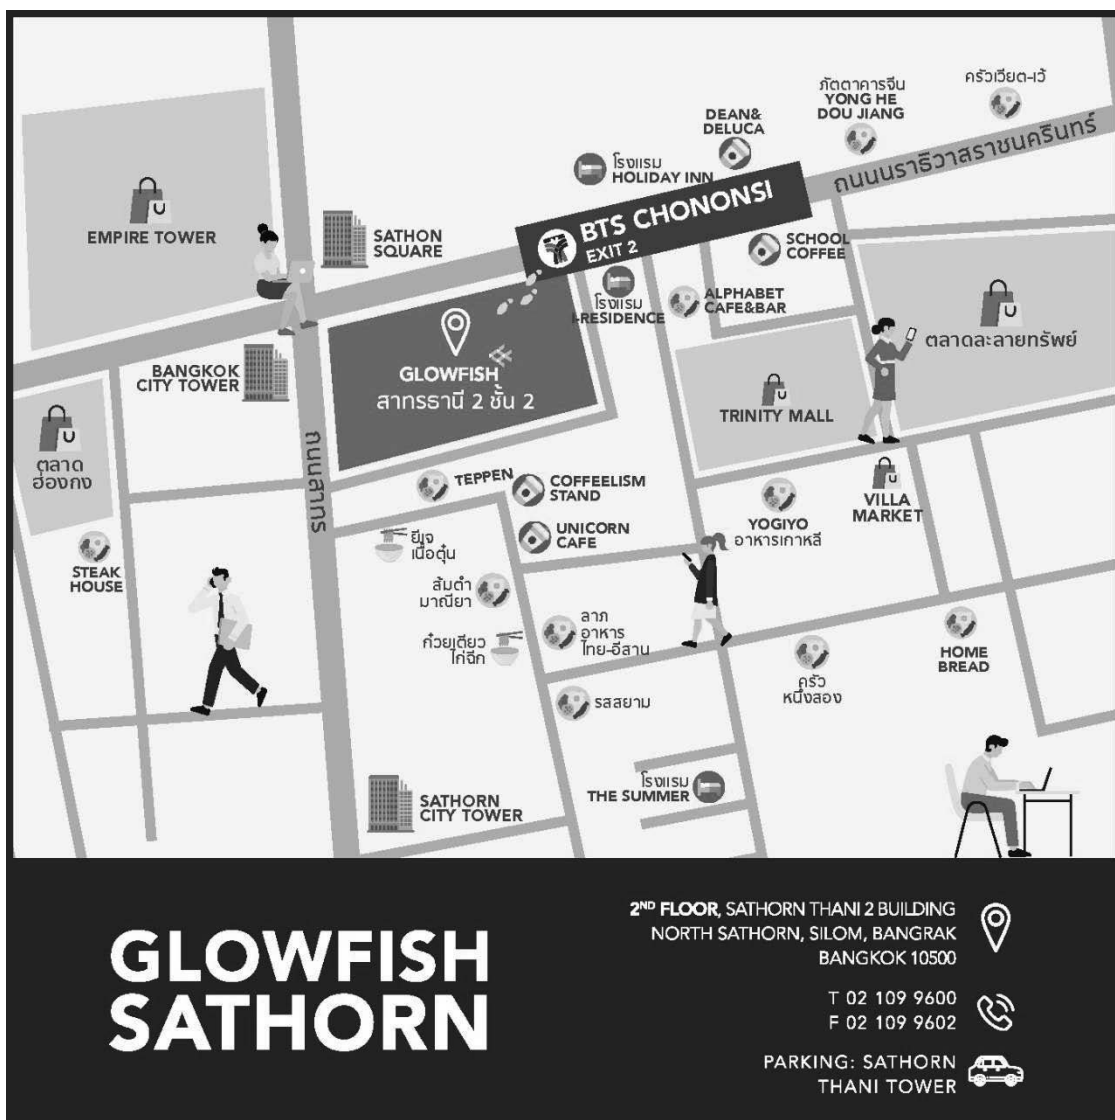 ภัตตาคารจีน
YONG HE
DOU JIANG
ครัวเวียต-เว้
DEAN&
DELUCA
ถนนนราธิวาสราชนครินทร์
โรงแรม
HOLIDAY INN
BTS CHONONSI
EXIT 2
EMPIRE TOWER
SATHON
SQUARE
SCHOOL
COFFEE
โรงแรม
I-RESIDENCE
ALPHABET
CAFE&BAR
ตลาดละลายทรัพย์
BANGKOK
CITY TOWER
GLOWFISH
สาทรธานี 2 ชั้น 2
TRINITY MALL
ตลาด
ฮ่องกง
ถนนสาทร
TEPPEN
COFFEELISM
STAND
UNICORN
CAFE
YOGIYO
อาหารเกาหลี
VILLA
MARKET
STEAK
HOUSE
ยีเจ
เนื้อตุ๋น
ส้มตำ
มาณียา
ก๋วยเตียว
ไก่ฉีก
ลาภ
อาหาร
ไทย-อีสาน
รสสยาม
ครัว
หนึ่งสอง
HOME
BREAD
โรงแรม
THE SUMMER
SATHORN
CITY TOWER
GLOWFISH
SATHORN
2ND FLOOR, SATHORN THANI 2 BUILDING
NORTH SATHORN, SILOM, BANGRAK
BANGKOK 10500
T 02 109 9600
F 02 109 9602
PARKING: SATHORN
THANI TOWER